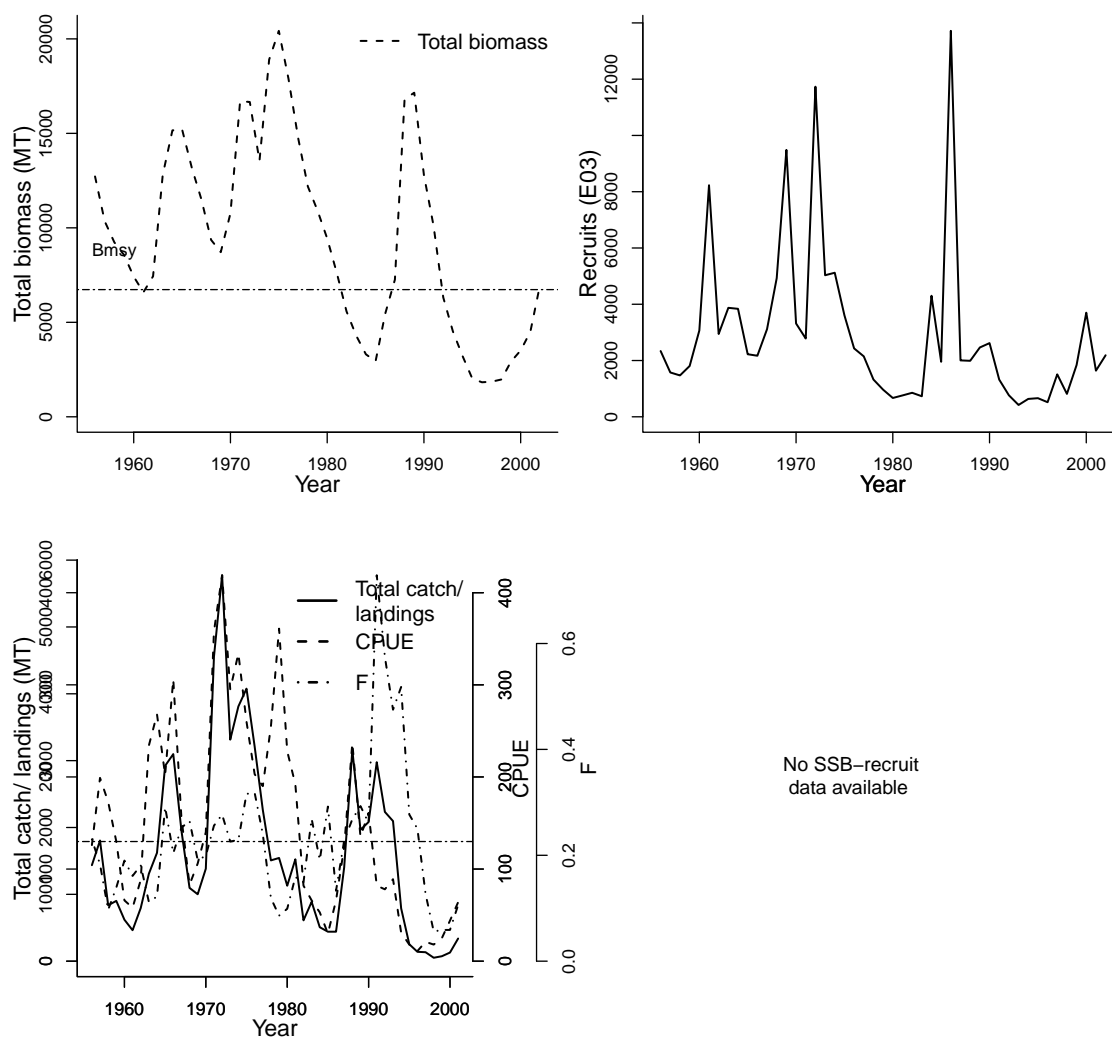 Total biomass (MT)
20000
15000
10000
5000
0
Total biomass
Bmsy
1960 1970 1980 1990 2000
Year
Recruits (E03)
12000
8000
6000
4000
2000
0
1960 1970 1980 1990 2000
Year
Total catch/ landings (MT)
6000
5000
2000
0
Total catch/
landings
CPUE
F
400
300
200
100
0
CPUE
0.6
0.4
0.2
0.0
F
1960 1970 1980 1990 2000
Year
No SSB−recruit
data available